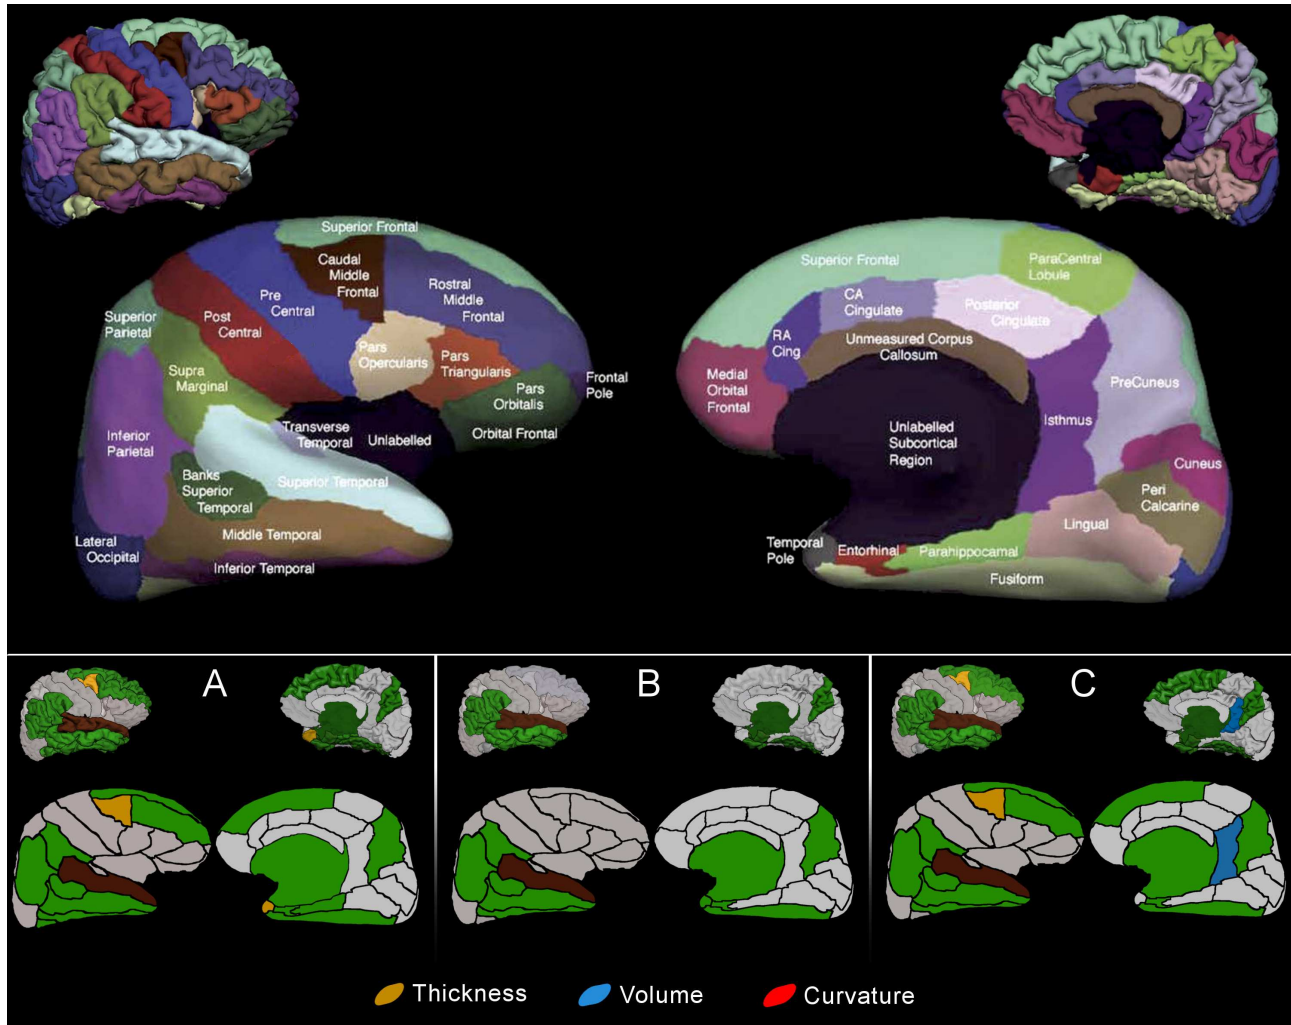 Superior Frontal
Caudal
Middle
Frontal
Rostral
Middle
Frontal
Pre
Central
Post
Central
Superior
Parietal
Supra
Marginal
Pars
Opercularis
Pars
Triangularis
Pars
Orbitalis
Frontal
Pole
Orbital Frontal
Transverse
Temporal
Unlabelled
Inferior
Parietal
Banks
Superior
Temporal
Superior Temporal
Middle Temporal
Lateral
Occipital
Inferior Temporal
Superior Frontal
ParaCentral
Lobule
CA
Cingulate
Posterior
Cingulate
RA
Cing
Unmeasured Corpus
Callosum
Medial
Orbital
Frontal
PreCuneus
Isthmus
Unlabelled
Subcortical
Region
Cuneus
Peri
Calcarine
Lingual
Temporal
Pole
Entorhinal
Parahippocamal
Fusiform
A
B
C
Thickness
Volume
Curvature